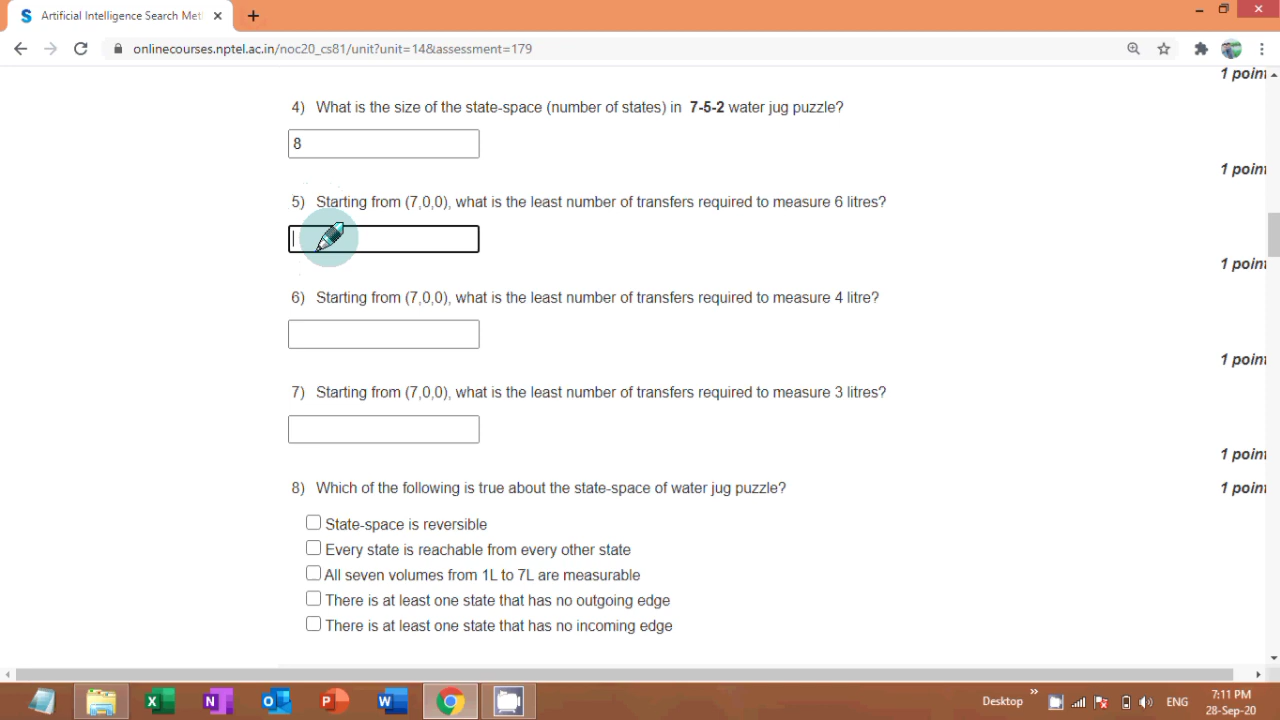 Artificial Intelligence Search Met
onlinecourses.nptel.ac.in/noc20_cs81/unit?unit=14&assessment=179
1 point
4) What is the size of the state-space (number of states) in 7-5-2 water jug puzzle?
8
1 point
5) Starting from (7,0,0), what is the least number of transfers required to measure 6 litres?
1 point
6) Starting from (7,0,0), what is the least number of transfers required to measure 4 litre?
1 point
7) Starting from (7,0,0), what is the least number of transfers required to measure 3 litres?
1 point
8) Which of the following is true about the state-space of water jug puzzle? 1 point
State-space is reversible
Every state is reachable from every other state
All seven volumes from 1L to 7L are measurable
There is at least one state that has no outgoing edge
There is at least one state that has no incoming edge
Desktop ENG 7:11 PM
28-Sep-20